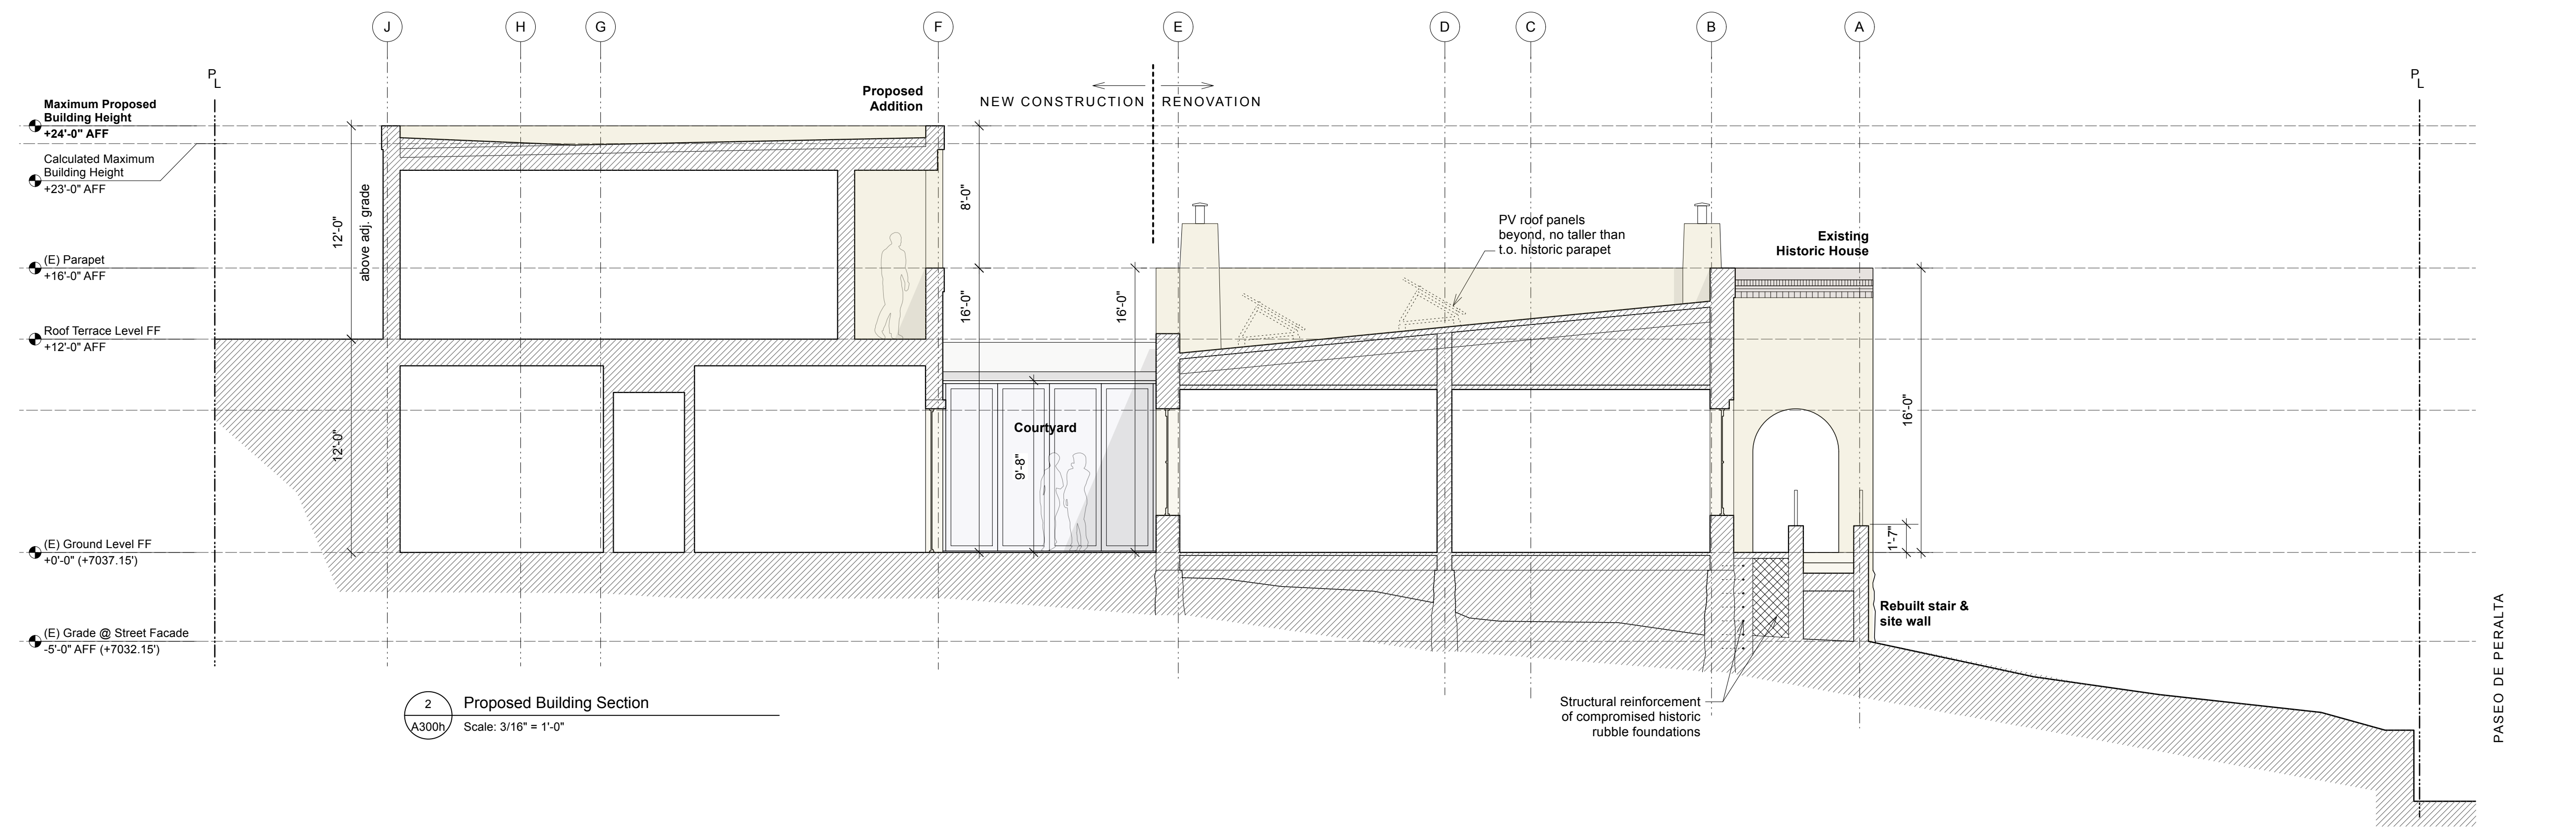 J
H
G
F
E
D
C
B
A
PL
PL
Maximum Proposed
Building Height
+24'-0" AFF
Calculated Maximum
Building Height
+23'-0" AFF
(E) Parapet
+16'-0" AFF
Roof Terrace Level FF
+12'-0" AFF
(E) Ground Level FF
+0'-0" (+7037.15')
(E) Grade @ Street Facade
-5'-0" AFF (+7032.15')
12'-0"
above adj. grade
12'-0"
Proposed
Addition
NEW CONSTRUCTION
RENOVATION
8'-0"
16'-0"
16'-0"
Courtyard
9'-8"
PV roof panels
beyond, no taller than
t.o. historic parapet
Existing
Historic House
16'-0"
1'-7"
Rebuilt stair &
site wall
Structural reinforcement
of compromised historic
rubble foundations
PASEO DE PERALTA
2
A300h
Proposed Building Section
Scale: 3/16" = 1'-0"